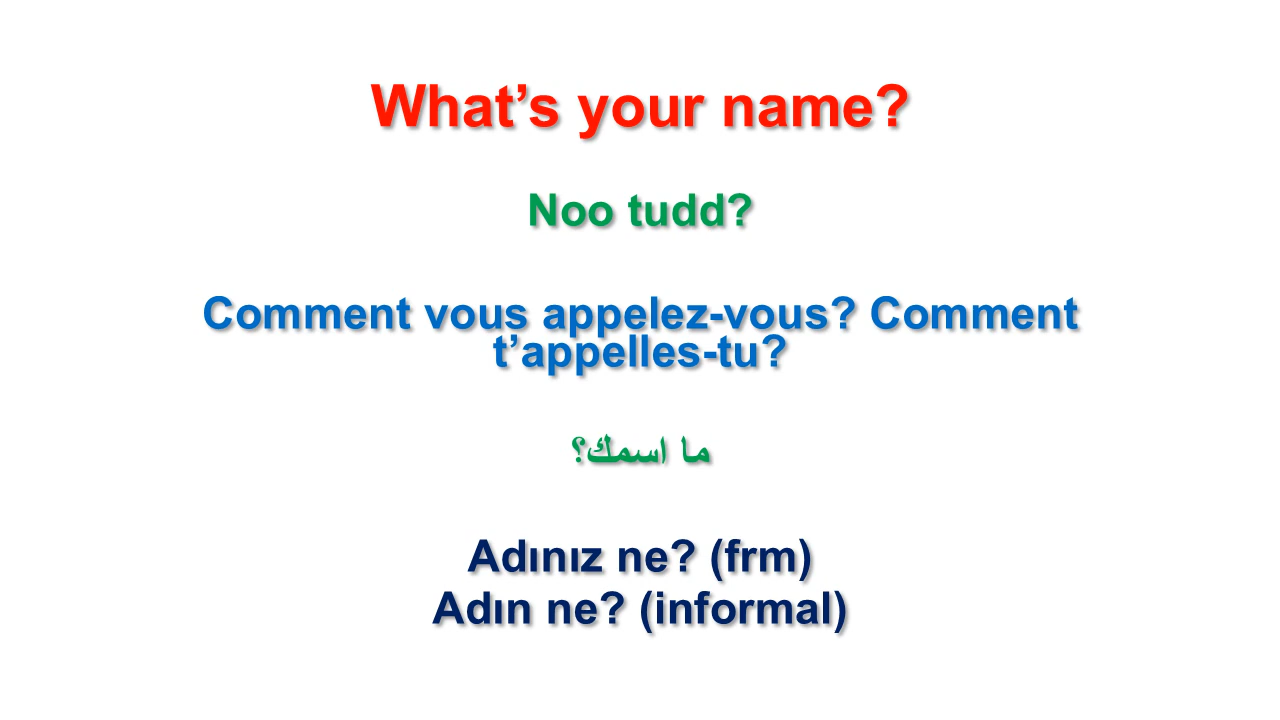 What’s your name?
Noo tudd?
Comment vous appelez-vous? Comment
t’appelles-tu?
ما اسمك؟
Adınız ne? (frm)
Adın ne? (informal)